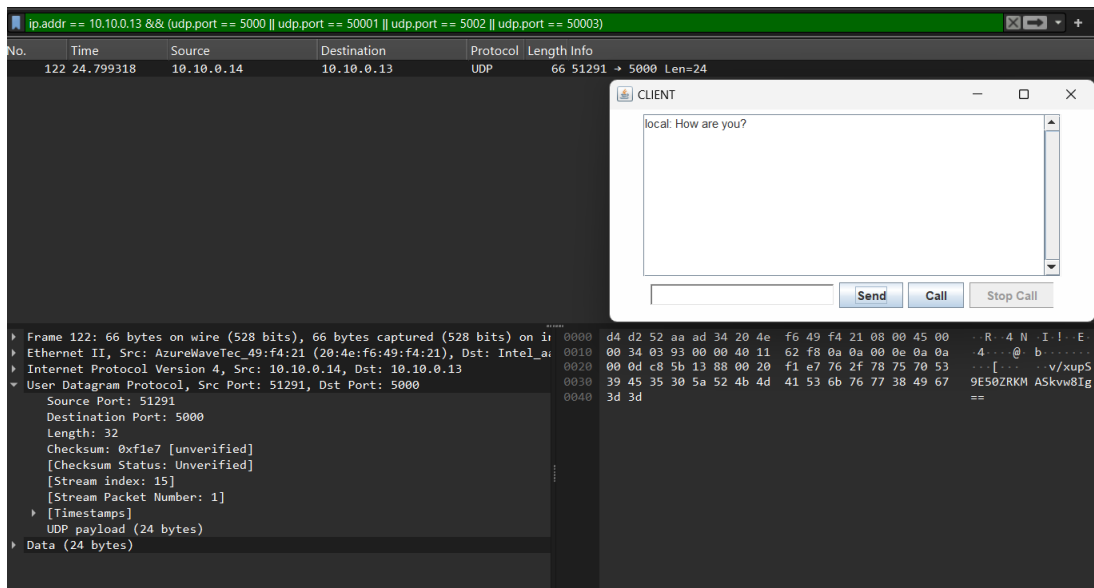 ip.addr == 10.10.0.13 && (udp.port == 5000 || udp.port == 50001 || udp.port == 5002 || udp.port == 50003)
No. Time Source Destination Protocol Length Info
122 24.799318 10.10.0.14 10.10.0.13 UDP 66 51291 → 5000 Len=24
CLIENT
local: How are you?
Send Call Stop Call
Frame 122: 66 bytes on wire (528 bits), 66 bytes captured (528 bits) on
Ethernet II, Src: AzureWaveTec_49:f4:21 (20:4e:f6:49:f4:21), Dst: Intel_
Internet Protocol Version 4, Src: 10.10.0.14, Dst: 10.10.0.13
User Datagram Protocol, Src Port: 51291, Dst Port: 5000
Source Port: 51291
Destination Port: 5000
Length: 32
Checksum: 0xf1e7 [unverified]
[Checksum Status: Unverified]
[Stream index: 15]
[Stream Packet Number: 1]
[Timestamps]
UDP payload (24 bytes)
Data (24 bytes)
0000 d4 d2 52 aa ad 34 20 4e f6 49 f4 21 08 00 45 00 ··R··4 N ·I·!··E·
0010 00 34 03 93 00 00 40 11 62 f8 0a 0a 00 0e 0a 0a ·4····@· b·······
0020 00 0d c8 5b 13 88 00 20 f1 e7 76 2f 78 75 70 53 ···[··· ··v/xupS
0030 39 45 35 30 5a 52 4b 4d 41 53 6b 76 77 38 49 67 9E50ZRKM ASkvw8Ig
0040 3d 3d ==